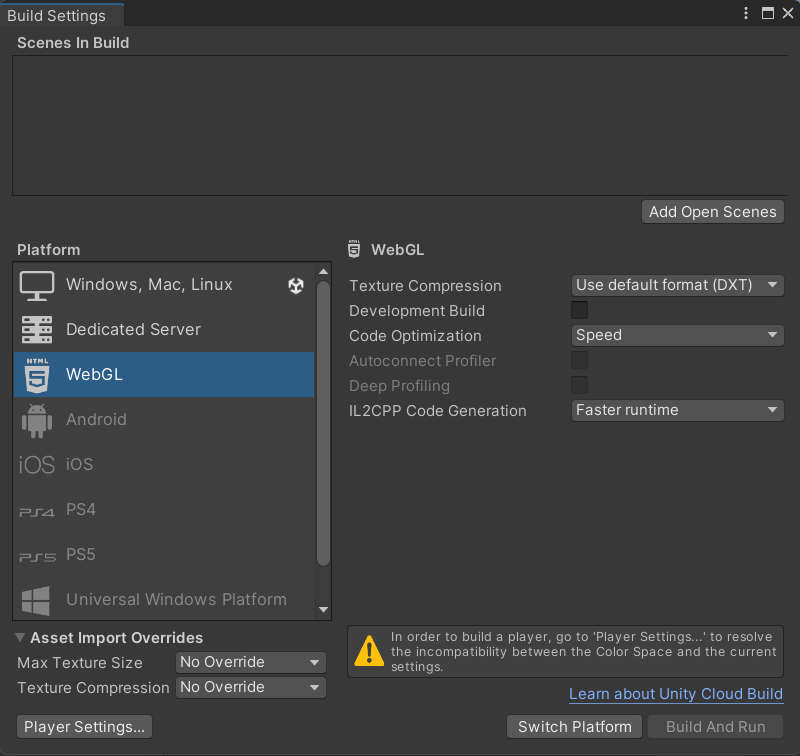 Build Settings
Scenes In Build
Add Open Scenes
Platform
Windows, Mac, Linux
Dedicated Server
HTML
5
WebGL
Android
iOS
iOS
PS4
PS4
PS5
PS5
Universal Windows Platform
HTML
5
WebGL
Texture Compression
Use default format (DXT)
Development Build
Code Optimization
Speed
Autoconnect Profiler
Deep Profiling
IL2CPP Code Generation
Faster runtime
Asset Import Overrides
Max Texture Size
No Override
Texture Compression
No Override
In order to build a player, go to 'Player Settings...' to resolve
the incompatibility between the Color Space and the current
settings.
Learn about Unity Cloud Build
Player Settings...
Switch Platform
Build And Run